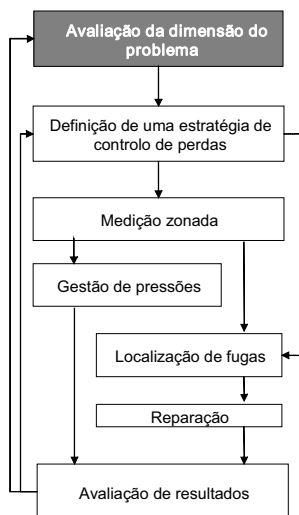 Avaliação da dimensão do
problema
Definição de uma estratégia de
controlo de perdas
Medição zonada
Gestão de pressões
Localização de fugas
Reparação
Avaliação de resultados